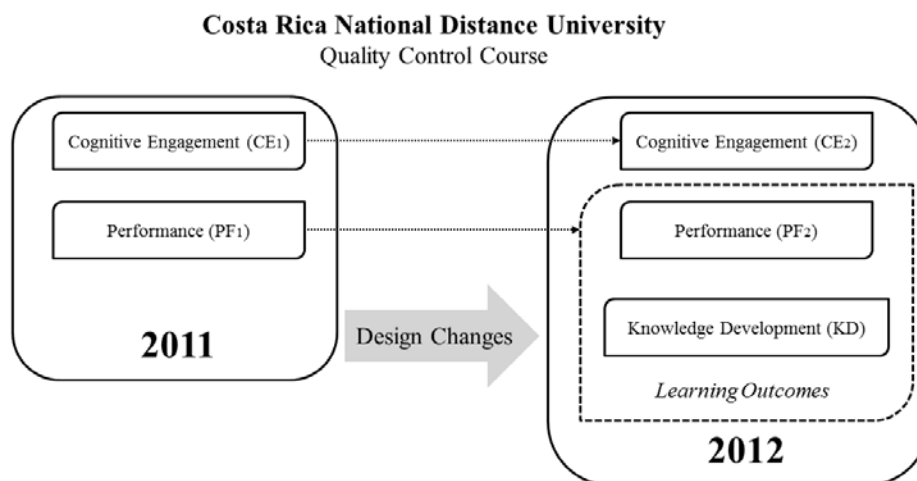 Costa Rica National Distance University
Quality Control Course
Cognitive Engagement (CE1)
Performance (PF1)
2011
Design Changes
Cognitive Engagement (CE2)
Performance (PF2)
Knowledge Development (KD)
Learning Outcomes
2012